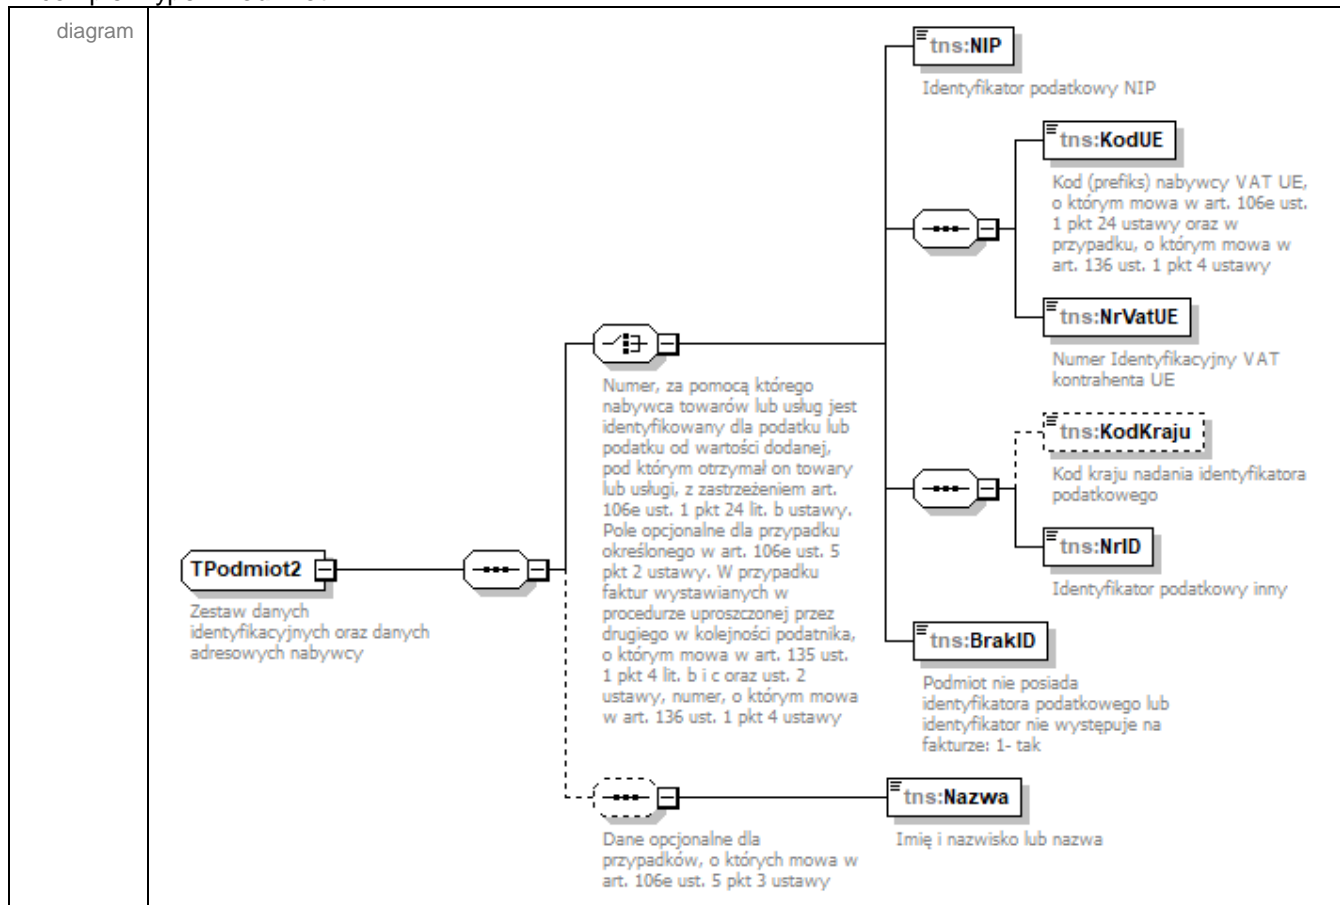 diagram
tns:NIP
Identyfikator podatkowy NIP
tns:KodUE
Kod (prefiks) nabywcy VAT UE,
o którym mowa w art. 106e ust.
1 pkt 24 ustawy oraz w
przypadku, o którym mowa w
art. 136 ust. 1 pkt 4 ustawy
tns:NrVatUE
Numer Identyfikacyjny VAT
kontrahenta UE
Numer, za pomocą którego
nabywca towarów lub usług jest
identyfikowany dla podatku lub
podatku od wartości dodanej,
pod którym otrzymał on towary
lub usługi, z zastrzeżeniem art.
106e ust. 1 pkt 24 lit. b ustawy.
Pole opcjonalne dla przypadku
określonego w art. 106e ust. 5
pkt 2 ustawy. W przypadku
faktur wystawianych w
procedurze uproszczonej przez
drugiego w kolejności podatnika,
o którym mowa w art. 135 ust.
1 pkt 4 lit. b i c oraz ust. 2
ustawy, numer, o którym mowa
w art. 136 ust. 1 pkt 4 ustawy
tns:KodKraju
Kod kraju nadania identyfikatora
podatkowego
tns:NrID
Identyfikator podatkowy inny
TPodmiot2
Zestaw danych
identyfikacyjnych oraz danych
adresowych nabywcy
tns:BrakID
Podmiot nie posiada
identyfikatora podatkowego lub
identyfikator nie występuje na
fakturze: 1- tak
tns:Nazwa
Imię i nazwisko lub nazwa
Dane opcjonalne dla
przypadków, o których mowa w
art. 106e ust. 5 pkt 3 ustawy